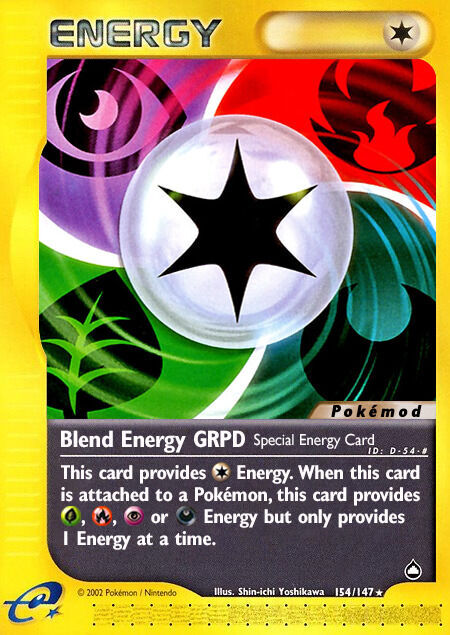 ENERGY
Pokémod
Blend Energy GRPD Special Energy Card
ID: D-54-#
This card provides Energy. When this card
is attached to a Pokémon, this card provides
, , or Energy but only provides
1 Energy at a time.
© 2002 Pokémon / Nintendo Illus. Shin-ichi Yoshikawa 154/147 ★
e